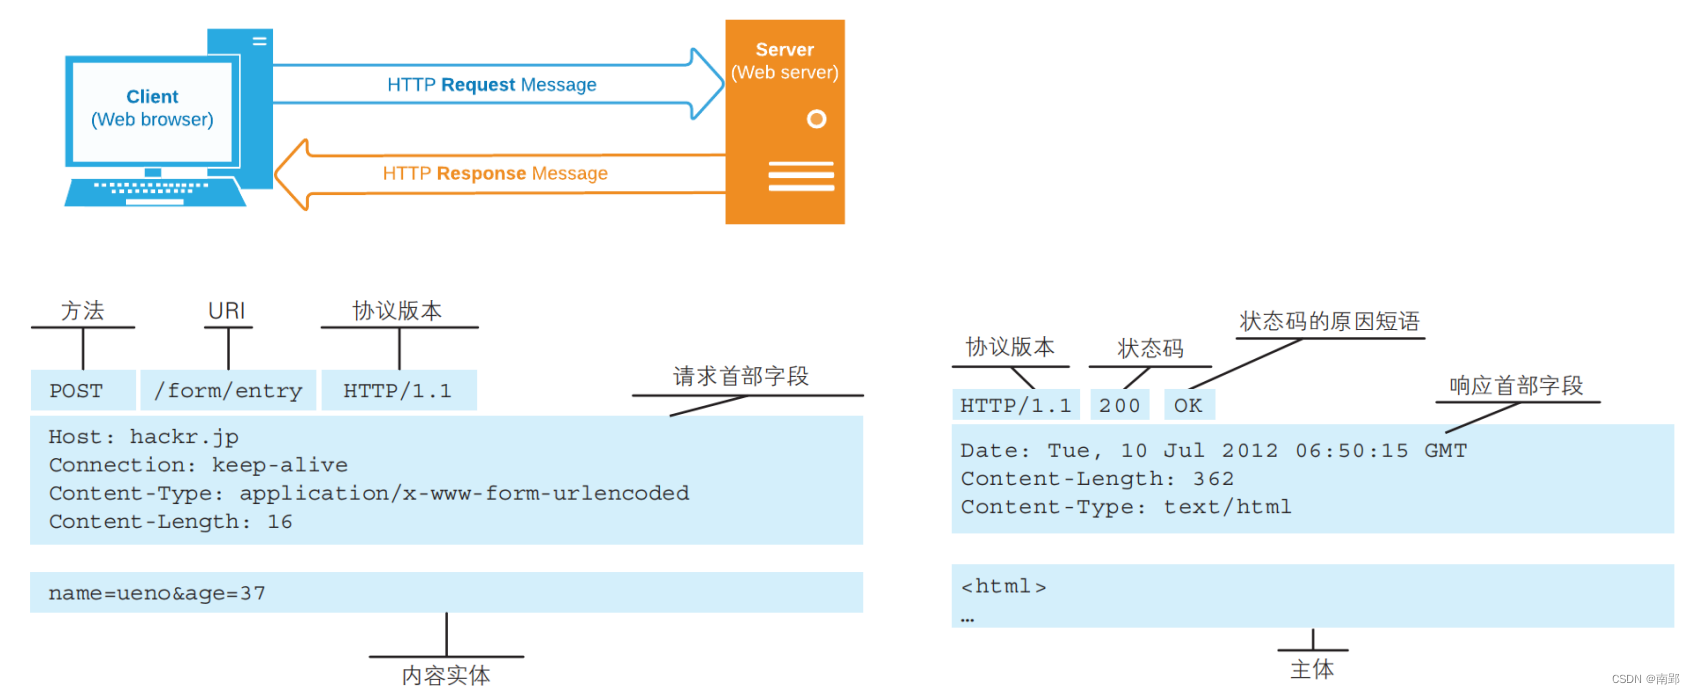 Client
(Web browser)
HTTP Request Message
HTTP Response Message
Server
(Web server)
方法
URI
协议版本
POST
/form/entry
HTTP/1.1
请求首部字段
Host: hackr.jp
Connection: keep-alive
Content-Type: application/x-www-form-urlencoded
Content-Length: 16
name=ueno&age=37
内容实体
协议版本
状态码
状态码的原因短语
HTTP/1.1
200
OK
响应首部字段
Date: Tue, 10 Jul 2012 06:50:15 GMT
Content-Length: 362
Content-Type: text/html
<html>
…
主体
CSDN @南郢